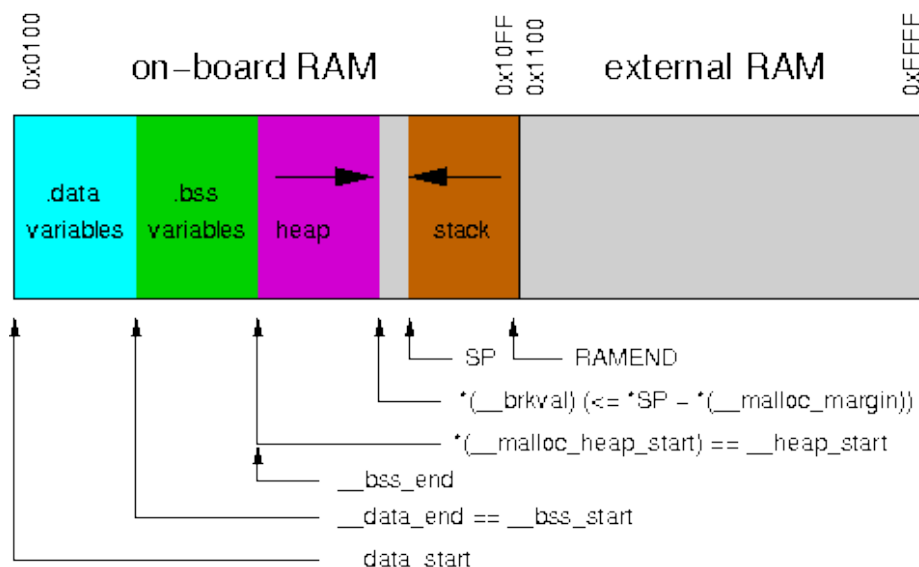 0x0100
on-board RAM
0x10FF
0x1100
external RAM
0xFFFF
.data
variables
.bss
variables
heap
stack
SP
RAMEND
*(__brkval) (<= *SP - *(__malloc_margin))
*(__malloc_heap_start) == __heap_start
__bss_end
__data_end == __bss_start
__data_start